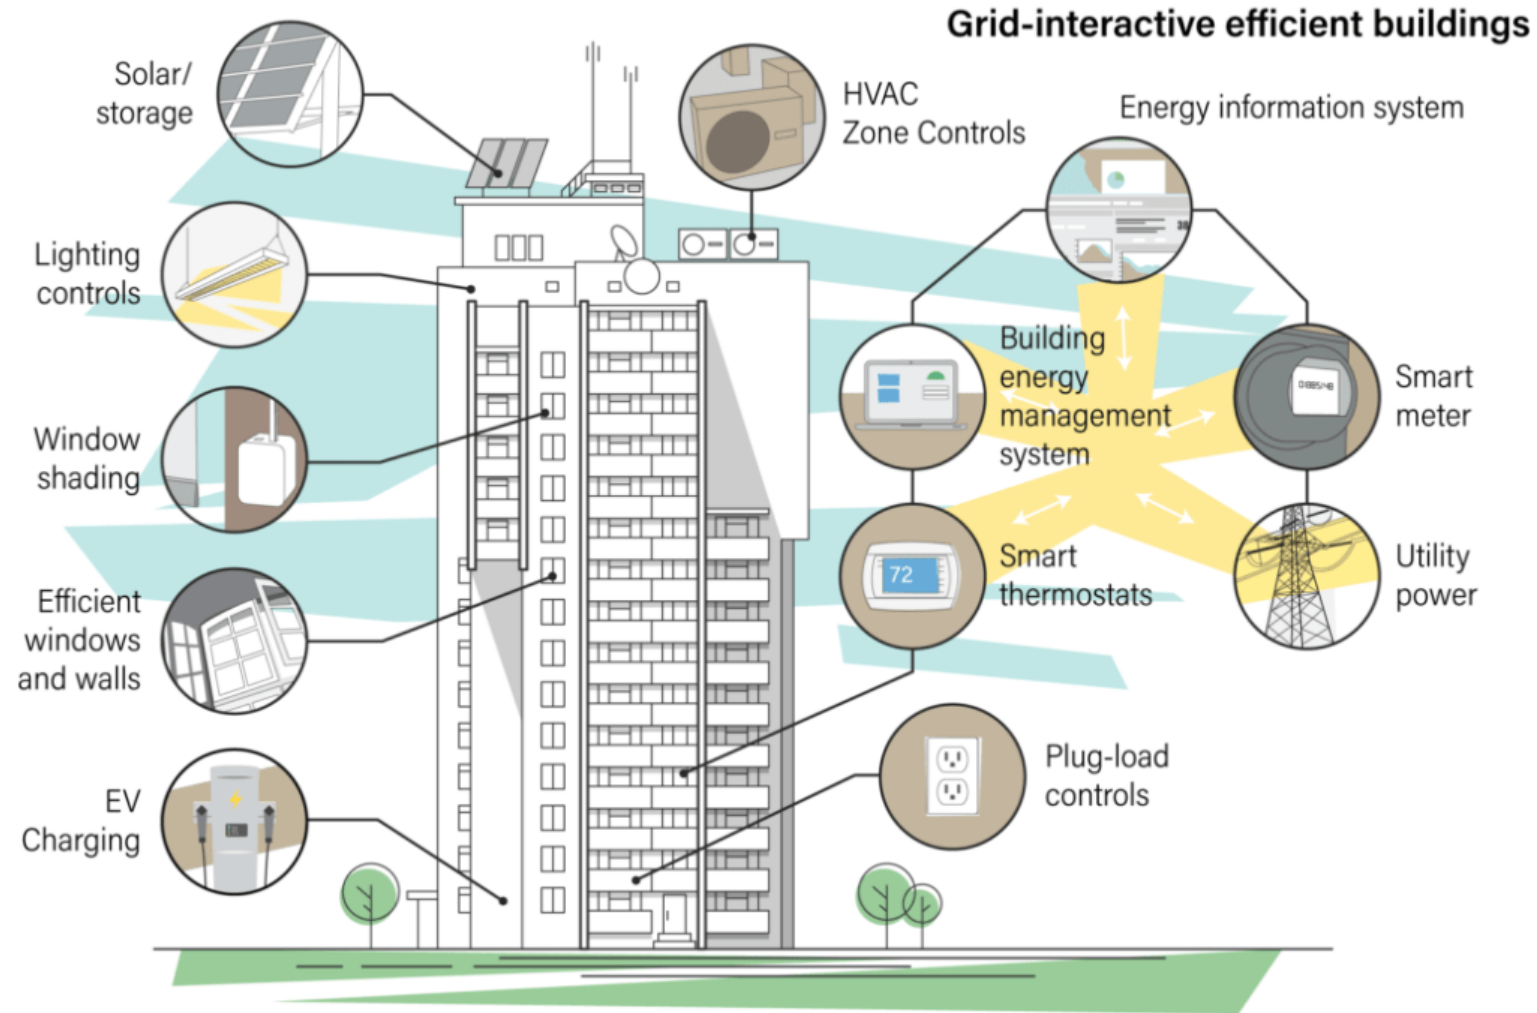 Grid-interactive efficient buildings
Solar/
storage
HVAC
Zone Controls
Energy information system
Lighting
controls
Building
energy
management
system
Smart
meter
Window
shading
Efficient
windows
and walls
72
Smart
thermostats
Utility
power
Plug-load
controls
EV
Charging